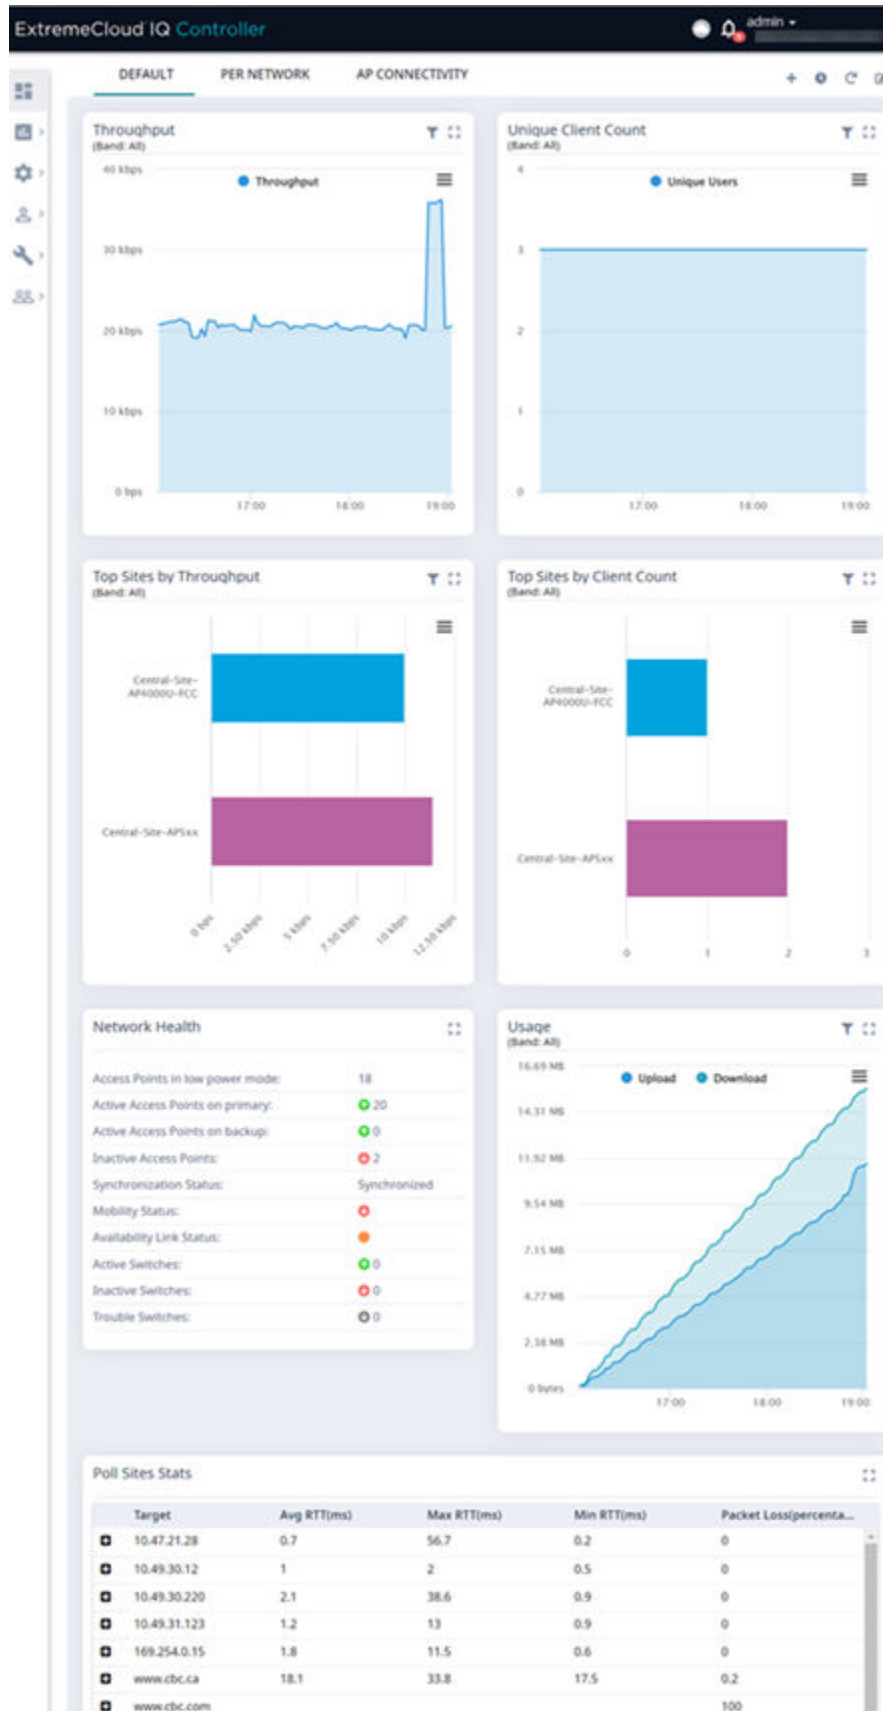 ExtremeCloud IQ Controller
admin
DEFAULT PER NETWORK AP CONNECTIVITY
Throughput
(Band: All)
40 kbps
Throughput
30 kbps
20 kbps
10 kbps
0 bps
17:00 18:00 19:00
Unique Client Count
(Band: All)
4
Unique Users
3
2
1
0
17:00 18:00 19:00
Top Sites by Throughput
(Band: All)
Central-Site-
AP4000U-FCC
Central-Site-AP5xx
0 bps 2.50 kbps 5 kbps 7.50 kbps 10 kbps 12.50 kbps
Top Sites by Client Count
(Band: All)
Central-Site-
AP4000U-FCC
Central-Site-AP5xx
0 1 2 3
Network Health
Access Points in low power mode: 18
Active Access Points on primary: 20
Active Access Points on backup: 0
Inactive Access Points: 2
Synchronization Status: Synchronized
Mobility Status:
Availability Link Status:
Active Switches: 0
Inactive Switches: 0
Trouble Switches: 0
Usage
(Band: All)
16.69 MB
Upload Download
14.31 MB
11.92 MB
9.54 MB
7.15 MB
4.77 MB
2.38 MB
0 bytes
17:00 18:00 19:00
Poll Sites Stats
Target Avg RTT(ms) Max RTT(ms) Min RTT(ms) Packet Loss(percenta...
10.47.21.28 0.7 56.7 0.2 0
10.49.30.12 1 2 0.5 0
10.49.30.220 2.1 38.6 0.9 0
10.49.31.123 1.2 13 0.9 0
169.254.0.15 1.8 11.5 0.6 0
www.cbc.ca 18.1 33.8 17.5 0.2
www.cbc.com 100